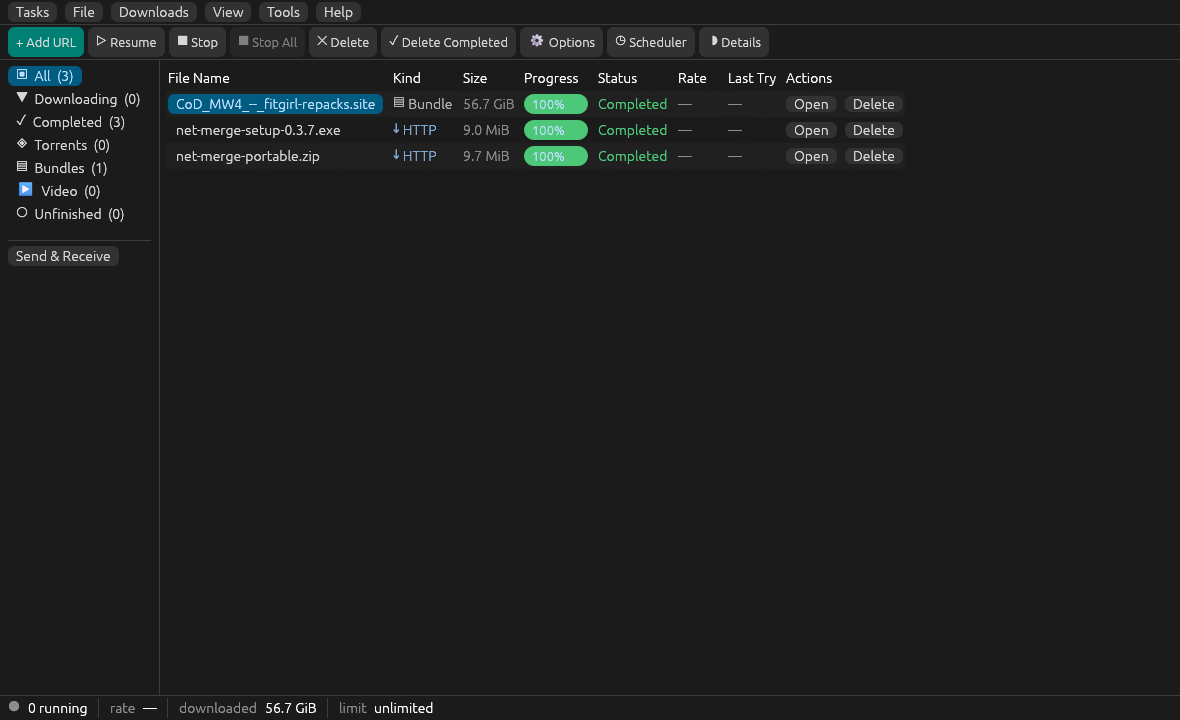 Tasks File Downloads View Tools Help
+ Add URL Resume Stop Stop All Delete Delete Completed Options Scheduler Details
All (3)
Downloading (0)
Completed (3)
Torrents (0)
Bundles (1)
Video (0)
Unfinished (0)
Send & Receive
File Name Kind Size Progress Status Rate Last Try Actions
CoD_MW4_--_fitgirl-repacks.site Bundle 56.7 GiB 100% Completed — — Open Delete
net-merge-setup-0.3.7.exe HTTP 9.0 MiB 100% Completed — — Open Delete
net-merge-portable.zip HTTP 9.7 MiB 100% Completed — — Open Delete
0 running rate — downloaded 56.7 GiB limit unlimited